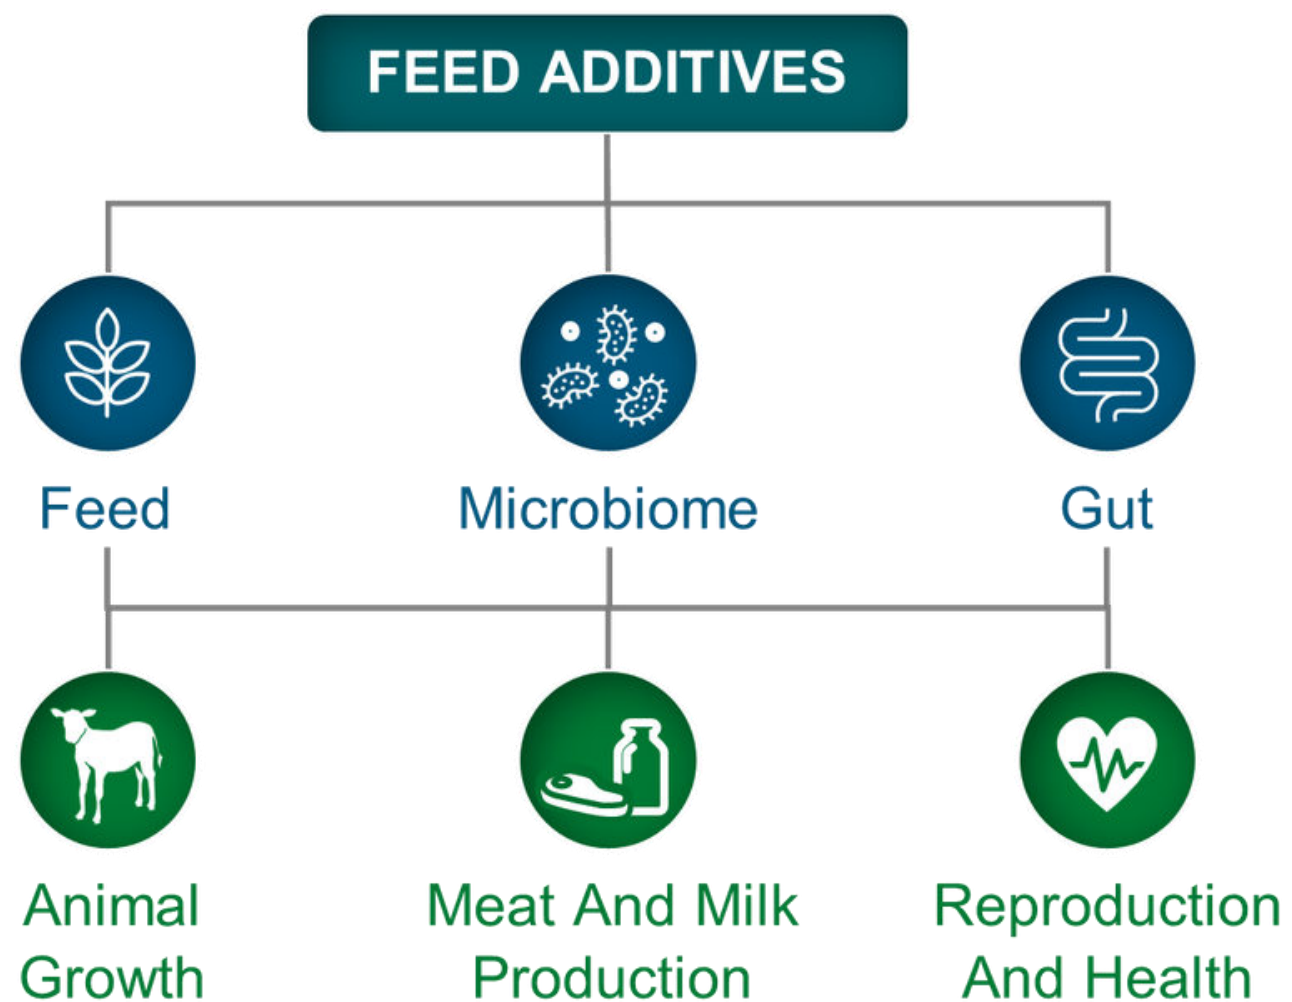 FEED ADDITIVES
Feed
Microbiome
Gut
Animal
Growth
Meat And Milk
Production
Reproduction
And Health